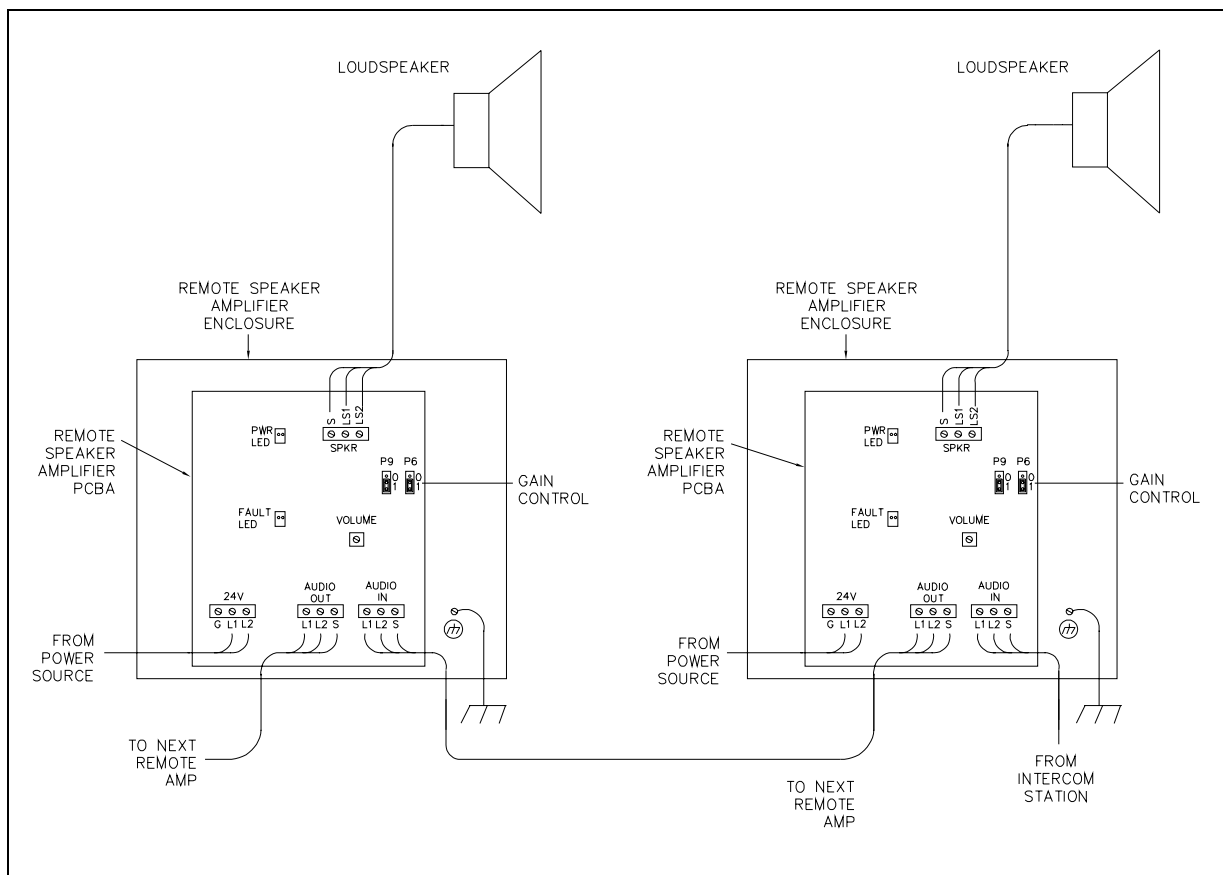 LOUDSPEAKER
LOUDSPEAKER
REMOTE SPEAKER
AMPLIFIER
ENCLOSURE
REMOTE SPEAKER
AMPLIFIER
ENCLOSURE
REMOTE
SPEAKER
AMPLIFIER
PCBA
S
LS1
LS2
SPKR
PWR
LED
P9 P6
0
1
0
1
GAIN
CONTROL
FAULT
LED
VOLUME
24V
G L1 L2
AUDIO
OUT
L1 L2 S
AUDIO
IN
L1 L2 S
FROM
POWER
SOURCE
TO NEXT
REMOTE
AMP
REMOTE
SPEAKER
AMPLIFIER
PCBA
S
LS1
LS2
SPKR
PWR
LED
P9 P6
0
1
0
1
GAIN
CONTROL
FAULT
LED
VOLUME
24V
G L1 L2
AUDIO
OUT
L1 L2 S
AUDIO
IN
L1 L2 S
FROM
POWER
SOURCE
TO NEXT
REMOTE
AMP
FROM
INTERCOM
STATION